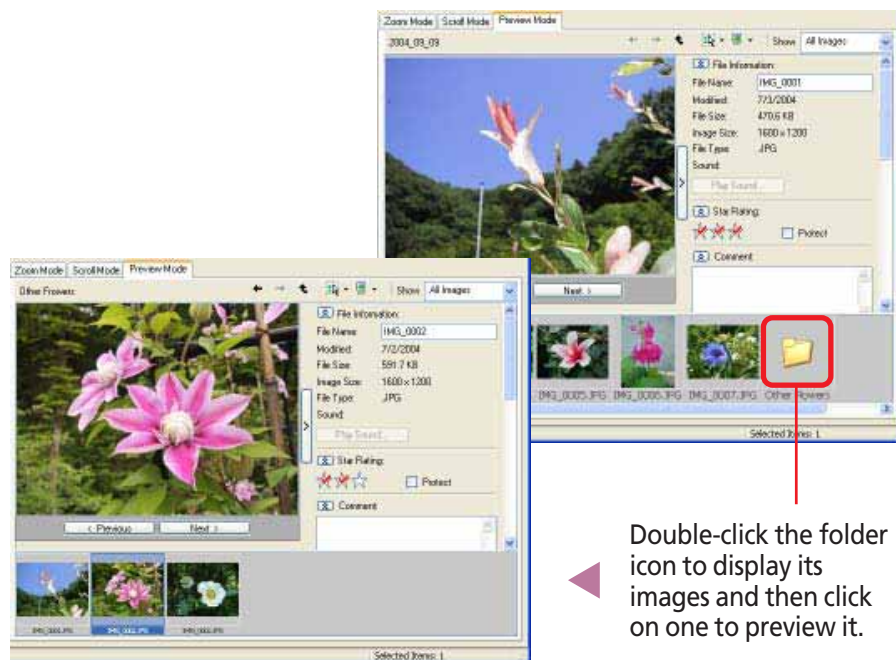 Zoom Mode Scroll Mode Preview Mode
2004_09_09
Show All Images
File Information:
File Name: IMG_0001
Modified: 7/3/2004
File Size: 470.6 KB
Image Size: 1600 x 1200
File Type: .JPG
Sound:
Play Sound...
Star Rating:
Protect
Comment
Next >
IMG_0005.JPG IMG_0006.JPG IMG_0007.JPG Other Flowers
Selected Items: 1
Zoom Mode Scroll Mode Preview Mode
Other Flowers
Show All Images
File Information:
File Name: IMG_0002
Modified: 7/2/2004
File Size: 591.7 KB
Image Size: 1600 x 1200
File Type: .JPG
Sound:
Play Sound...
Star Rating:
Protect
Comment
< Previous Next >
IMG_0001.JPG IMG_0002.JPG
Selected Items: 1
Double-click the folder
icon to display its
images and then click
on one to preview it.